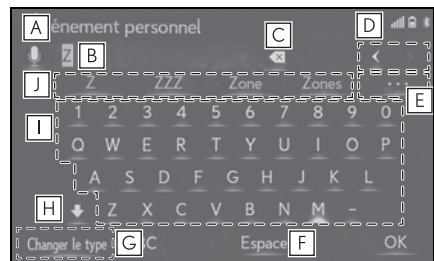 A énement personnel D
Z B C
J Z ZZZ Zone Zones ... E
I 1 2 3 4 5 6 7 8 9 0
Q W E R T Y U I O P
A S D F G H J K L
H Z X C V B N M -
Changer le type G BC Espace F OK